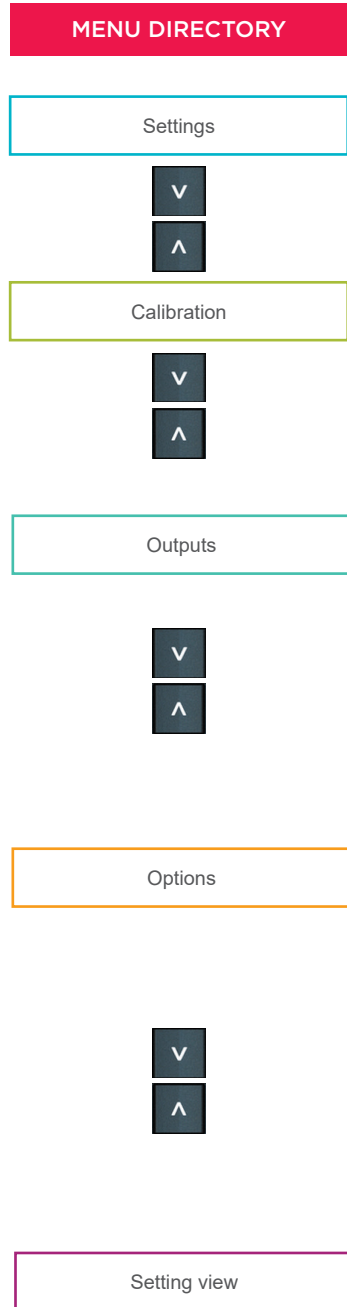 MENU DIRECTORY
Settings
Calibration
Outputs
Options
Setting view